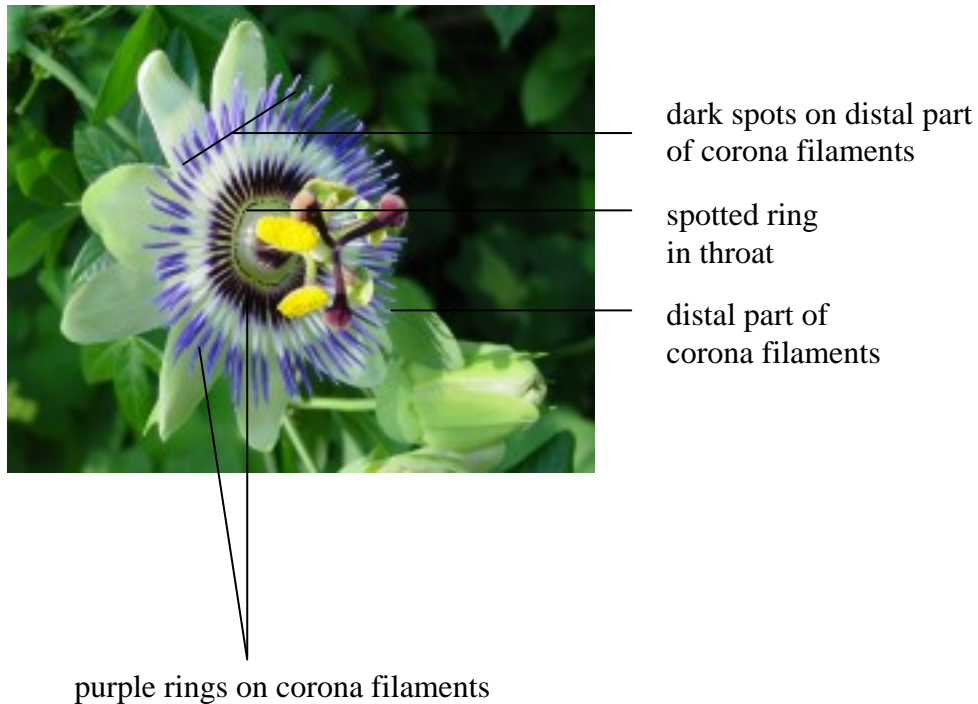 dark spots on distal part
of corona filaments
spotted ring
in throat
distal part of
corona filaments
purple rings on corona filaments